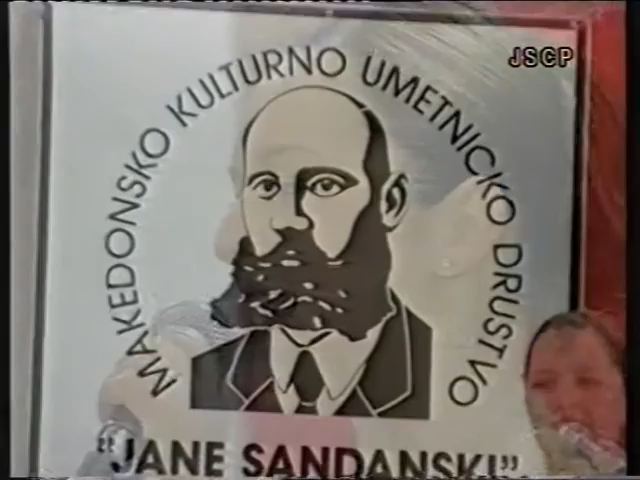 JSCP
MAKEDONSKO KULTURNO UMETNICKO DRUSTVO
"JANE SANDANSKI"